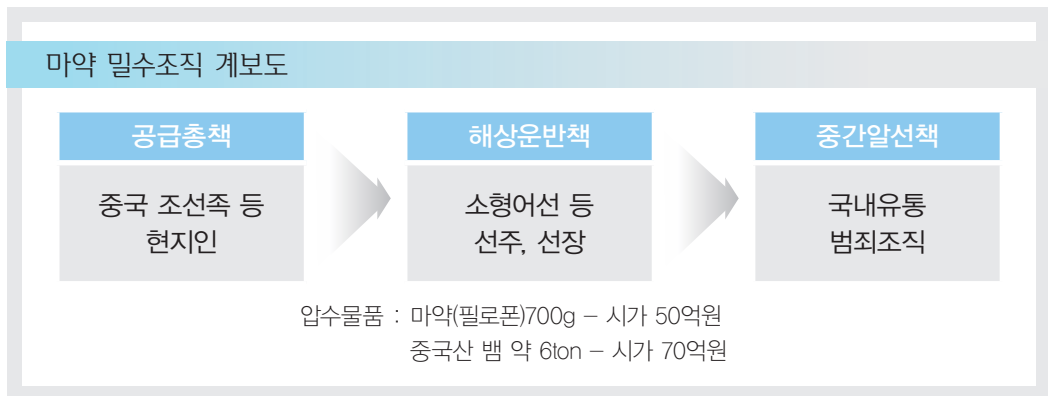 마약 밀수조직 계보도
공급총책
중국 조선족 등
현지인
해상운반책
소형어선 등
선주, 선장
중간알선책
국내유통
범죄조직
압수물품 : 마약(필로폰)700g – 시가 50억원
중국산 뱀 약 6ton – 시가 70억원